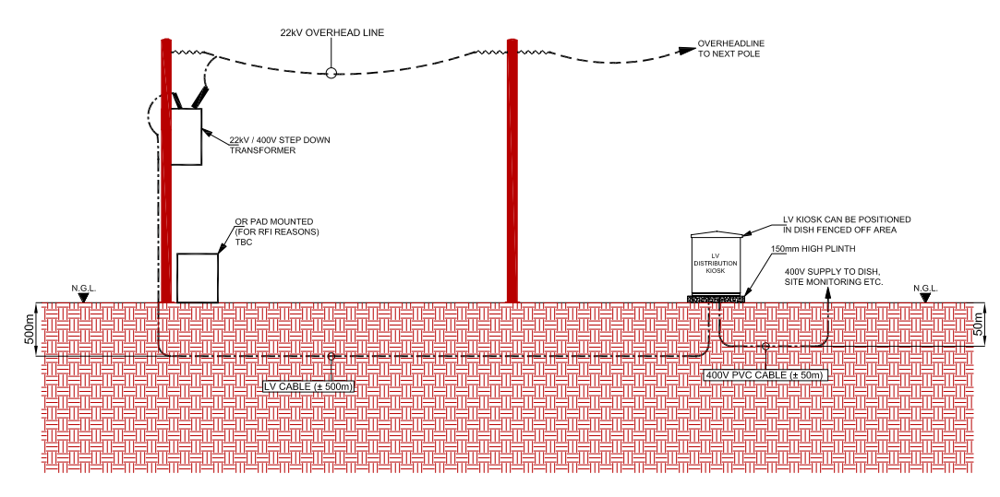 22kV OVERHEAD LINE
OVERHEADLINE
TO NEXT POLE
22kV / 400V STEP DOWN
TRANSFORMER
OR PAD MOUNTED
(FOR RFI REASONS)
TBC
LV KIOSK CAN BE POSITIONED
IN DISH FENCED OFF AREA
150mm HIGH PLINTH
LV
DISTRIBUTION
KIOSK
400V SUPPLY TO DISH,
SITE MONITORING ETC.
N.G.L.
N.G.L.
500m
50m
LV CABLE (± 500m)
400V PVC CABLE (± 50m)